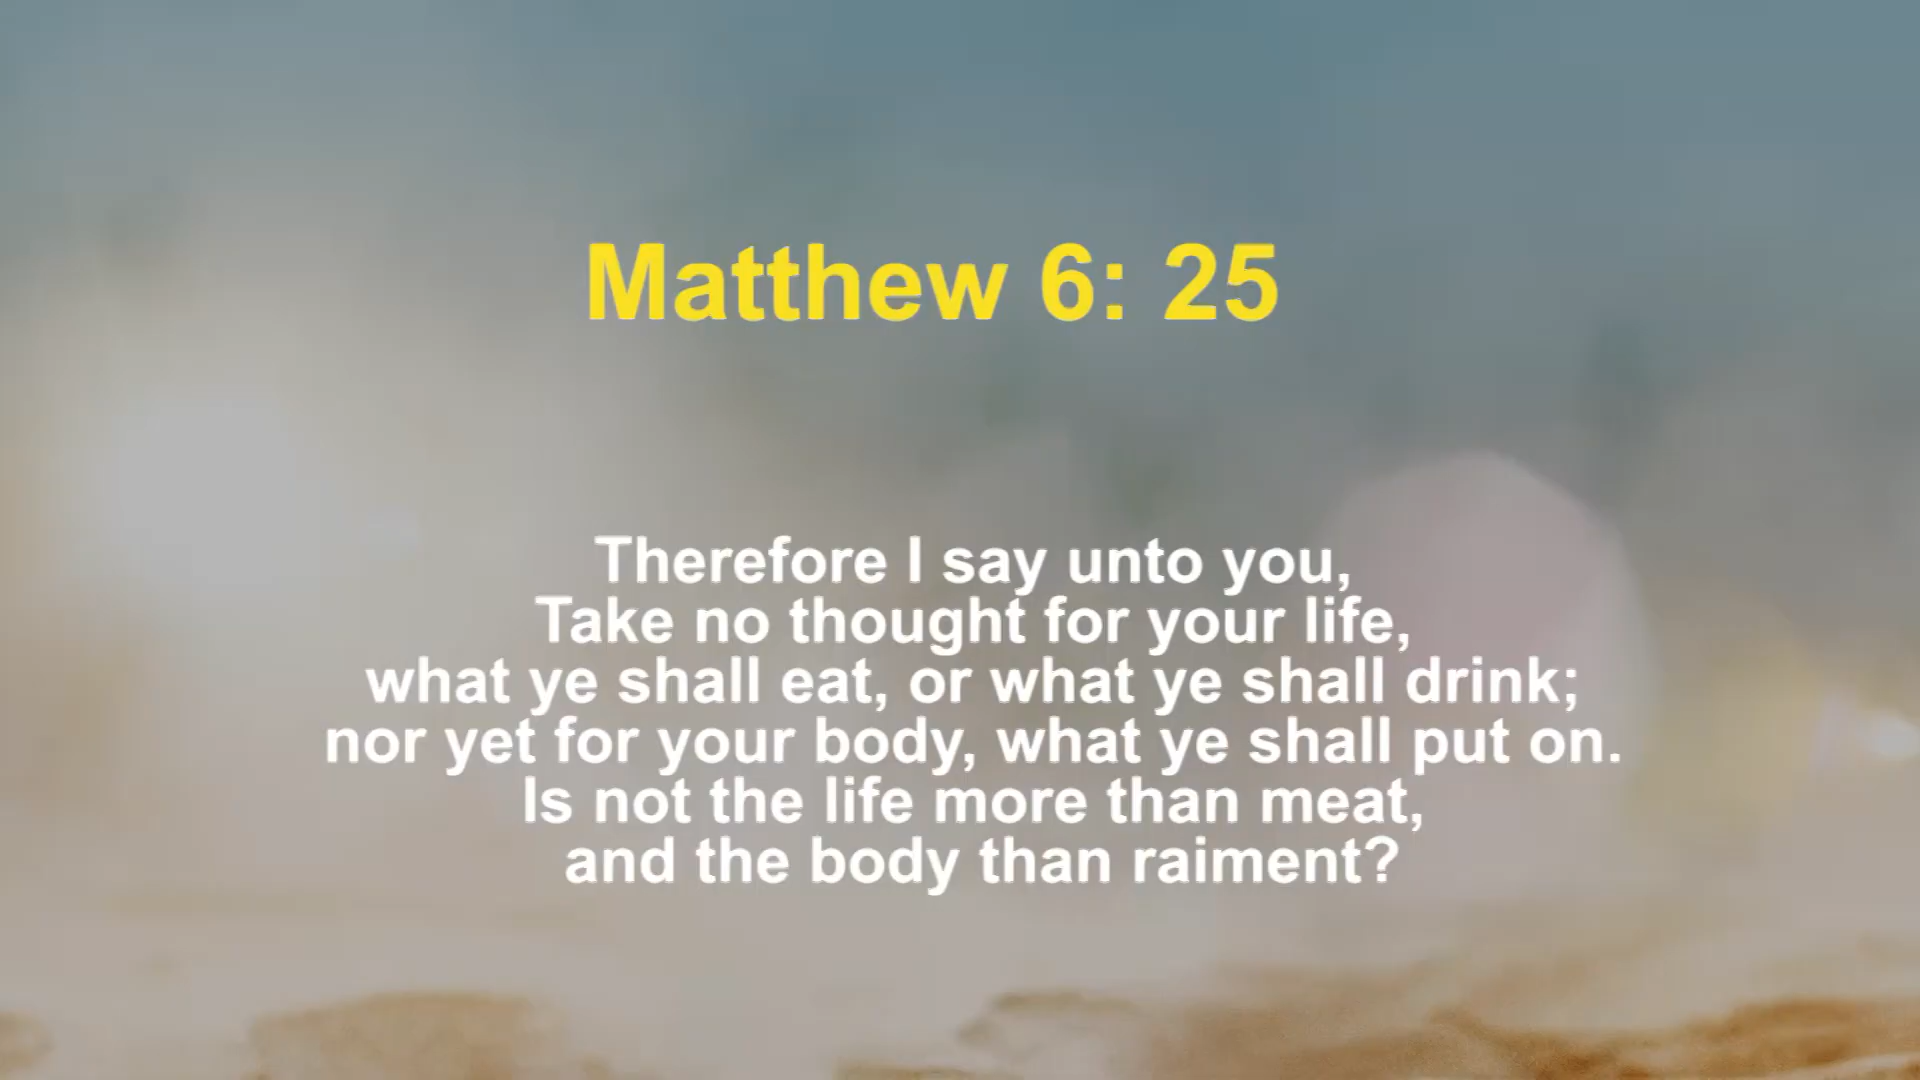 Matthew 6: 25
Therefore I say unto you,
Take no thought for your life,
what ye shall eat, or what ye shall drink;
nor yet for your body, what ye shall put on.
Is not the life more than meat,
and the body than raiment?